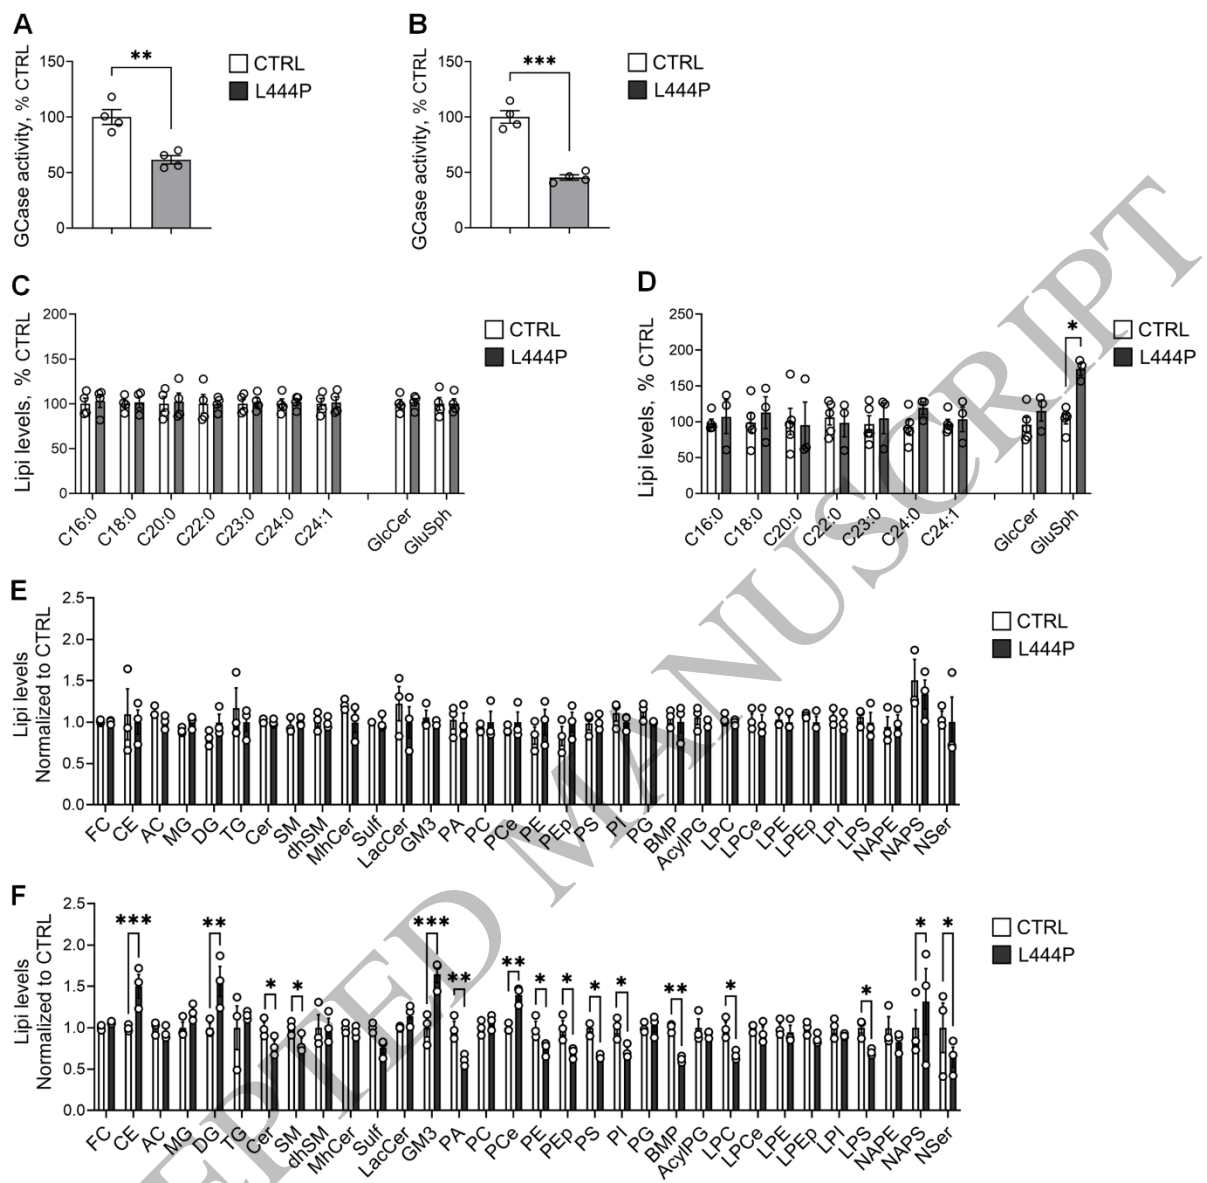 A
GCase activity, % CTRL
150
100
50
0
**
CTRL
L444P
B
GCase activity, % CTRL
150
100
50
0
***
CTRL
L444P
C
Lipi levels, % CTRL
200
150
100
50
0
C16:0
C18:0
C20:0
C22:0
C23:0
C24:0
C24:1
GlcCer
GluSph
CTRL
L444P
D
Lipi levels, % CTRL
250
200
150
100
50
0
*
C16:0
C18:0
C20:0
C22:0
C23:0
C24:0
C24:1
GlcCer
GluSph
CTRL
L444P
E
Lipi levels
Normalized to CTRL
2.5
2.0
1.5
1.0
0.5
0.0
FC
CE
AC
MG
DG
TG
Cer
SM
dhSM
MhCer
Sulf
LacCer
GM3
PA
PC
PCe
PE
PEp
PS
PI
PG
BMP
AcylPG
LPC
LPCe
LPE
LPEp
LPI
LPS
NAPE
NAPS
NSer
CTRL
L444P
F
Lipi levels
Normalized to CTRL
2.5
2.0
1.5
1.0
0.5
0.0
***
**
*
*
***
**
**
*
*
*
*
**
*
*
*
*
FC
CE
AC
MG
DG
TG
Cer
SM
dhSM
MhCer
Sulf
LacCer
GM3
PA
PC
PCe
PE
PEp
PS
PI
PG
BMP
AcylPG
LPC
LPCe
LPE
LPEp
LPI
LPS
NAPE
NAPS
NSer
CTRL
L444P
EPTED MANUSCRIPT